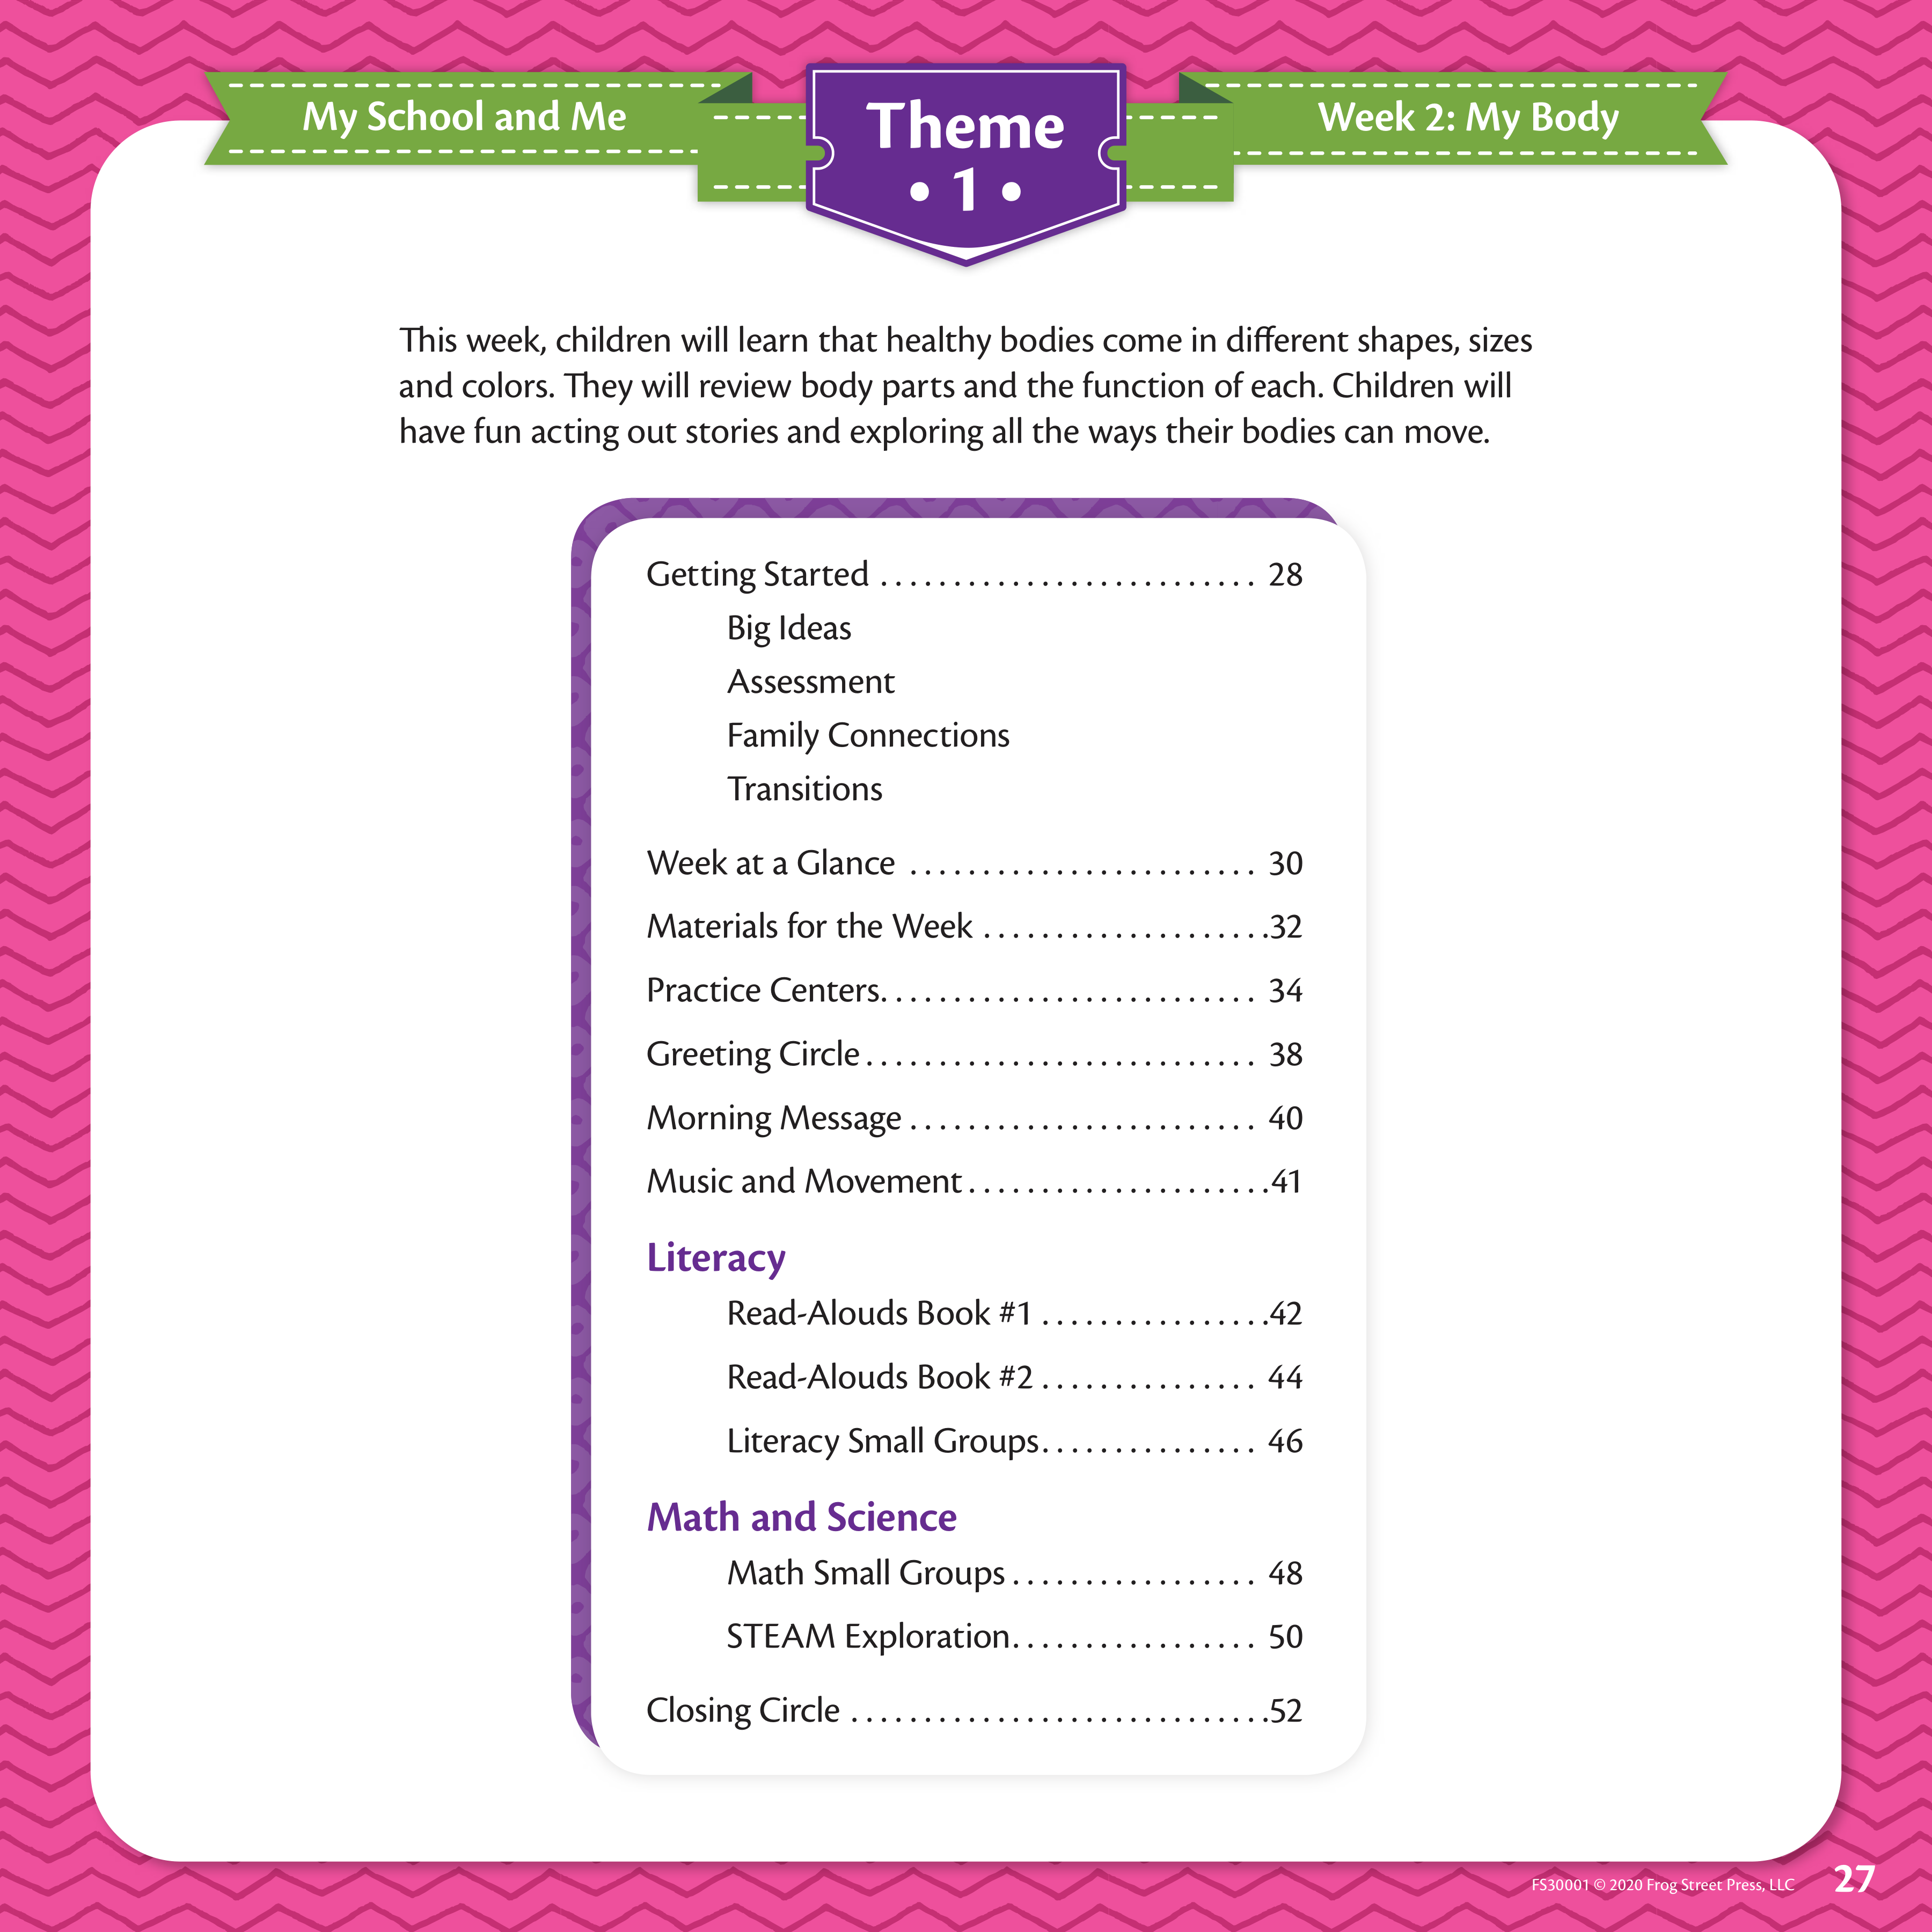 My School and Me
Theme
• 1 •
Week 2: My Body
This week, children will learn that healthy bodies come in different shapes, sizes
and colors. They will review body parts and the function of each. Children will
have fun acting out stories and exploring all the ways their bodies can move.
Getting Started . . . . . . . . . . . . . . . . . . . . . . . . . . 28
Big Ideas
Assessment
Family Connections
Transitions
Week at a Glance . . . . . . . . . . . . . . . . . . . . . . . . 30
Materials for the Week . . . . . . . . . . . . . . . . . . . .32
Practice Centers. . . . . . . . . . . . . . . . . . . . . . . . . . 34
Greeting Circle . . . . . . . . . . . . . . . . . . . . . . . . . . . 38
Morning Message . . . . . . . . . . . . . . . . . . . . . . . . 40
Music and Movement . . . . . . . . . . . . . . . . . . . . .41
Literacy
Read-Alouds Book #1 . . . . . . . . . . . . . . . .42
Read-Alouds Book #2 . . . . . . . . . . . . . . . 44
Literacy Small Groups. . . . . . . . . . . . . . . 46
Math and Science
Math Small Groups . . . . . . . . . . . . . . . . . 48
STEAM Exploration. . . . . . . . . . . . . . . . . 50
Closing Circle . . . . . . . . . . . . . . . . . . . . . . . . . . . . .52
FS30001 © 2020 Frog Street Press, LLC 27